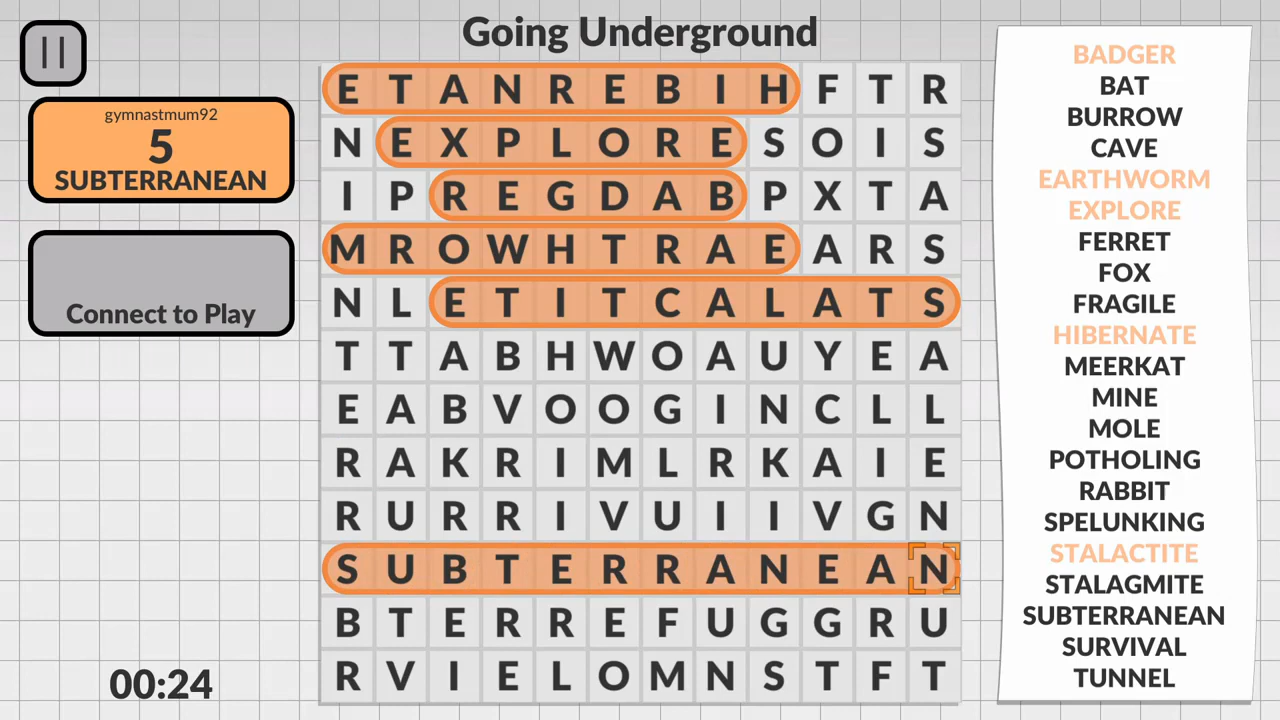 Going Underground
gymnastmum92
5
SUBTERRANEAN
Connect to Play
00:24
E T A N R E B I H F T R
N E X P L O R E S O I S
I P R E G D A B P X T A
M R O W H T R A E A R S
N L E T I T C A L A T S
T T A B H W O A U Y E A
E A B V O O G I N C L L
R A K R I M L R K A I E
R U R R I V U I I V G N
S U B T E R R A N E A N
B T E R R E F U G G R U
R V I E L O M N S T F T
BADGER
BAT
BURROW
CAVE
EARTHWORM
EXPLORE
FERRET
FOX
FRAGILE
HIBERNATE
MEERKAT
MINE
MOLE
POTHOLING
RABBIT
SPELUNKING
STALACTITE
STALAGMITE
SUBTERRANEAN
SURVIVAL
TUNNEL